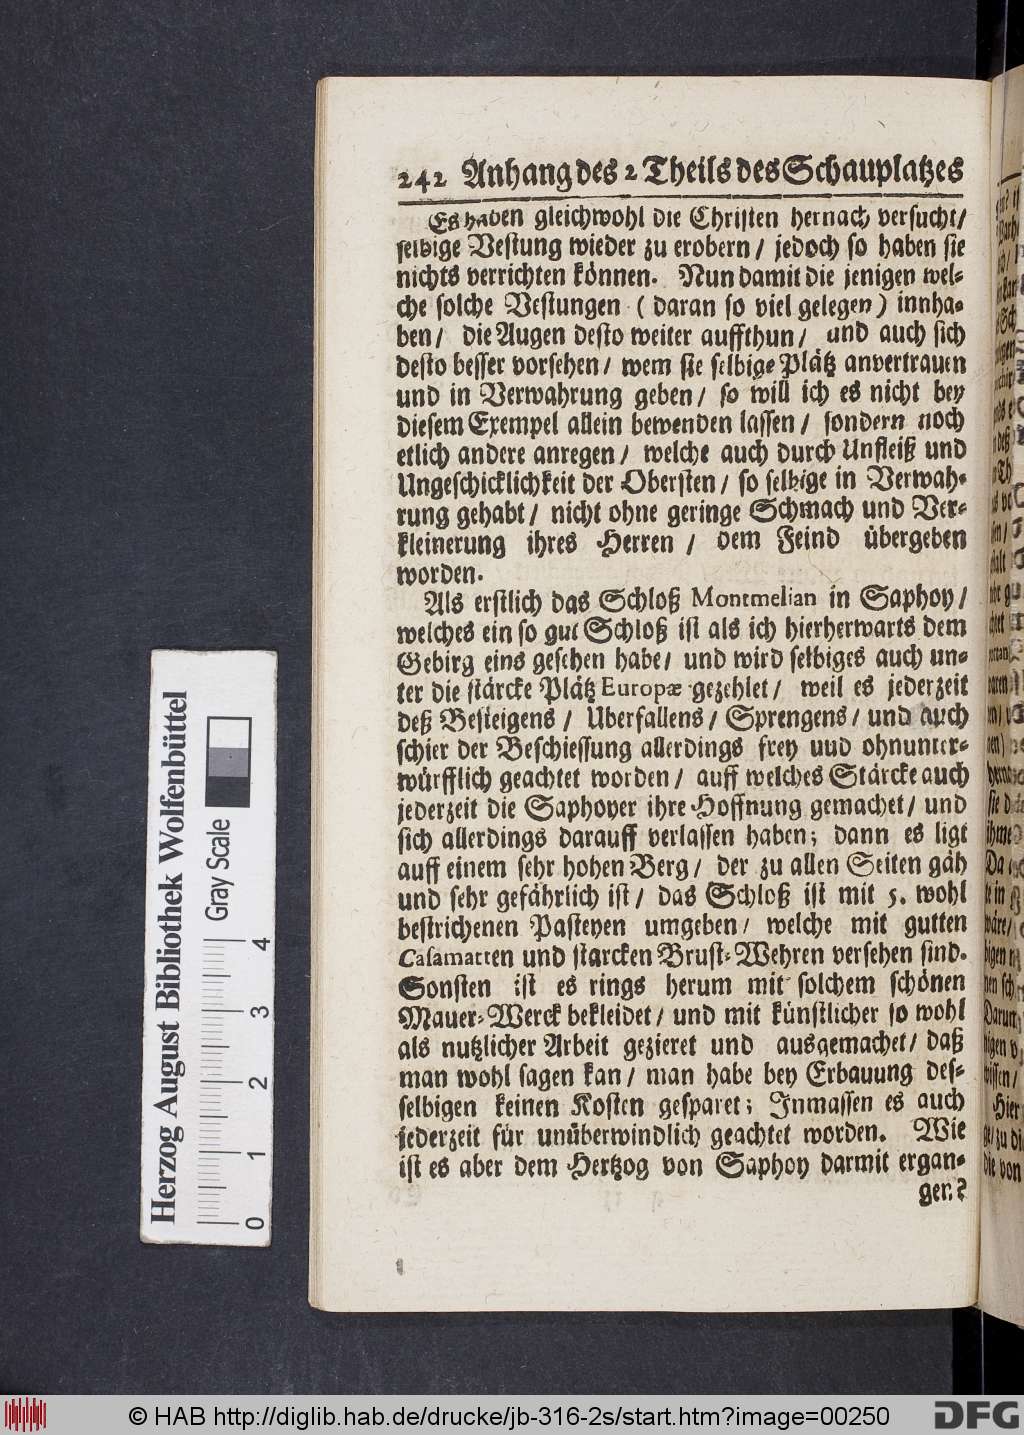 242 Anhang des 2 Theils des Schauplatzes
Es haben gleichwohl die Christen hernach versucht/
selbige Vestung wieder zu erobern/ jedoch so haben sie
nichts verrichten können. Nun damit die jenigen wel-
che solche Vestungen (daran so viel gelegen) innha-
ben/ die Augen desto weiter auffthun/ und auch sich
desto besser vorsehen/ wem sie selbige Plätz anvertrauen
und in Verwahrung geben/ so will ich es nicht bey
diesem Exempel allein bewenden lassen/ sondern noch
etlich andere anregen/ welche auch durch Unfleiß und
Ungeschicklichkeit der Obersten/ so selbige in Verwah-
rung gehabt/ nicht ohne geringe Schmach und Ver-
kleinerung ihres Herren/ dem Feind übergeben
worden.
Als erstlich das Schloß Montmelian in Saphoy/
welches ein so gut Schloß ist als ich hierherwarts dem
Gebirg eins gesehen habe/ und wird selbiges auch un-
ter die stärcke Plätz Europæ gezehlet/ weil es jederzeit
deß Besteigens/ Uberfallens/ Sprengens/ und auch
schier der Beschiessung allerdings frey uud ohnunter-
würfflich geachtet worden/ auff welches Stärcke auch
jederzeit die Saphoyer ihre Hoffnung gemachet/ und
sich allerdings darauff verlassen haben; dann es ligt
auff einem sehr hohen Berg/ der zu allen Seiten gäh
und sehr gefährlich ist/ das Schloß ist mit 5. wohl
bestrichenen Pasteyen umgeben/ welche mit gutten
Casamatten und starcken Brust-Wehren versehen sind.
Sonsten ist es rings herum mit solchem schönen
Mauer-Werck bekleidet/ und mit künstlicher so wohl
als nutzlicher Arbeit gezieret und ausgemachet/ daß
man wohl sagen kan/ man habe bey Erbauung des-
selbigen keinen Kosten gesparet; Inmassen es auch
jederzeit für unüberwindlich geachtet worden. Wie
ist es aber dem Hertzog von Saphoy darmit ergan-
gen?
Herzog August Bibliothek Wolfenbüttel
Gray Scale
0 1 2 3 4
© HAB http://diglib.hab.de/drucke/jb-316-2s/start.htm?image=00250
DFG